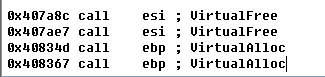 0x407a8c call    esi ; VirtualFree
0x407ae7 call    esi ; VirtualFree
0x40834d call    ebp ; VirtualAlloc
0x408367 call    ebp ; VirtualAlloc